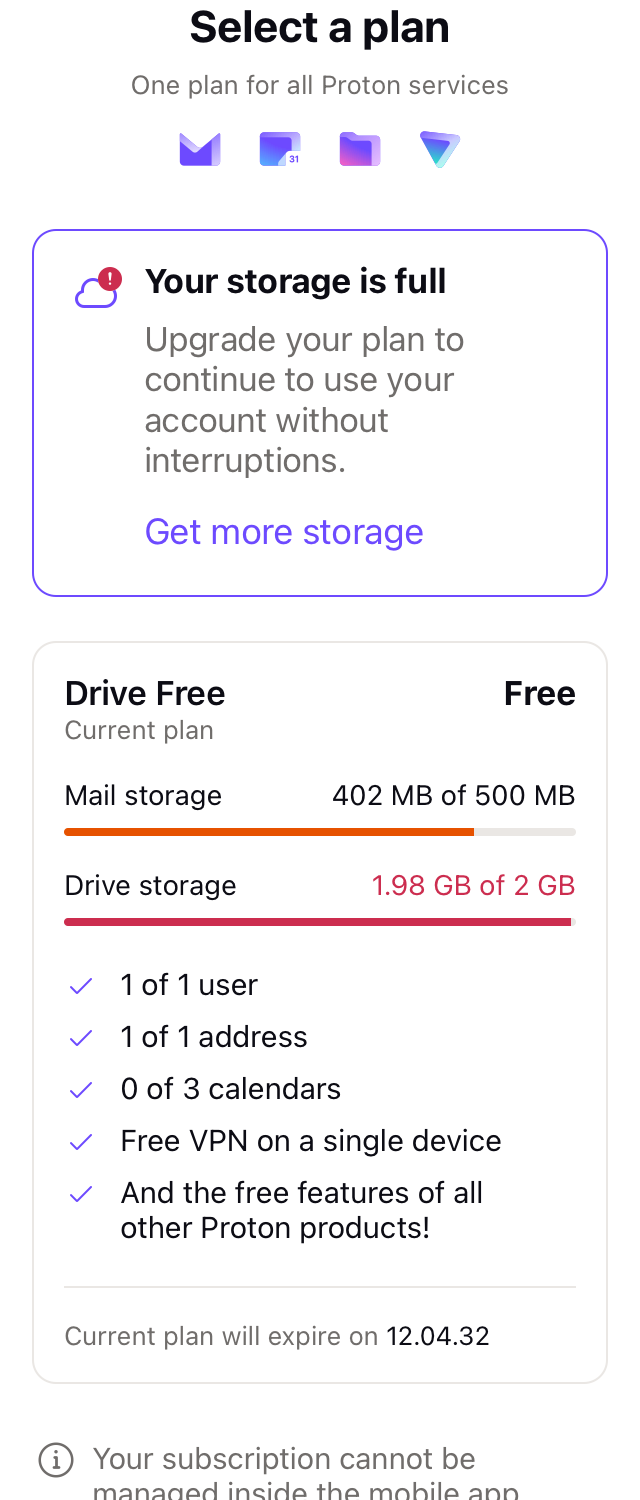 Select a plan
One plan for all Proton services
31
Your storage is full
Upgrade your plan to
continue to use your
account without
interruptions.
Get more storage
Drive Free Free
Current plan
Mail storage 402 MB of 500 MB
Drive storage 1.98 GB of 2 GB
1 of 1 user
1 of 1 address
0 of 3 calendars
Free VPN on a single device
And the free features of all
other Proton products!
Current plan will expire on 12.04.32
Your subscription cannot be
managed inside the mobile app